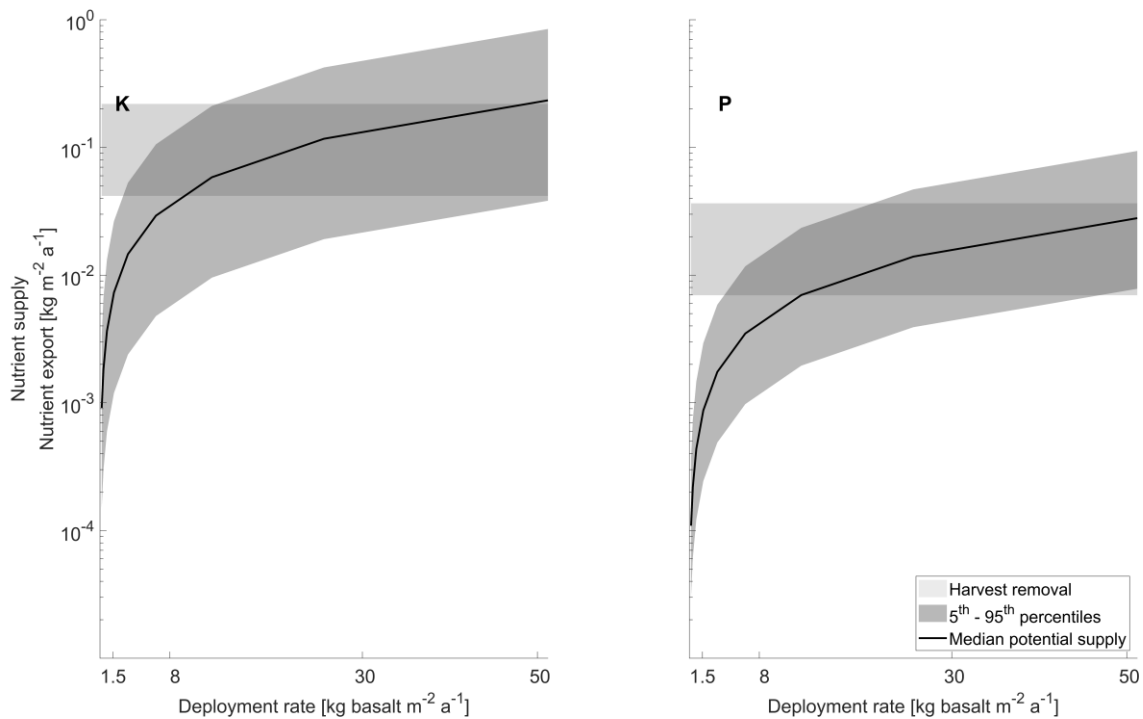 Nutrient supply
Nutrient export [kg m⁻² a⁻¹]
10⁰
10⁻¹
10⁻²
10⁻³
10⁻⁴
K
1.5 8 30 50
Deployment rate [kg basalt m⁻² a⁻¹]
P
Harvest removal
5ᵗʰ - 95ᵗʰ percentiles
Median potential supply
1.5 8 30 50
Deployment rate [kg basalt m⁻² a⁻¹]